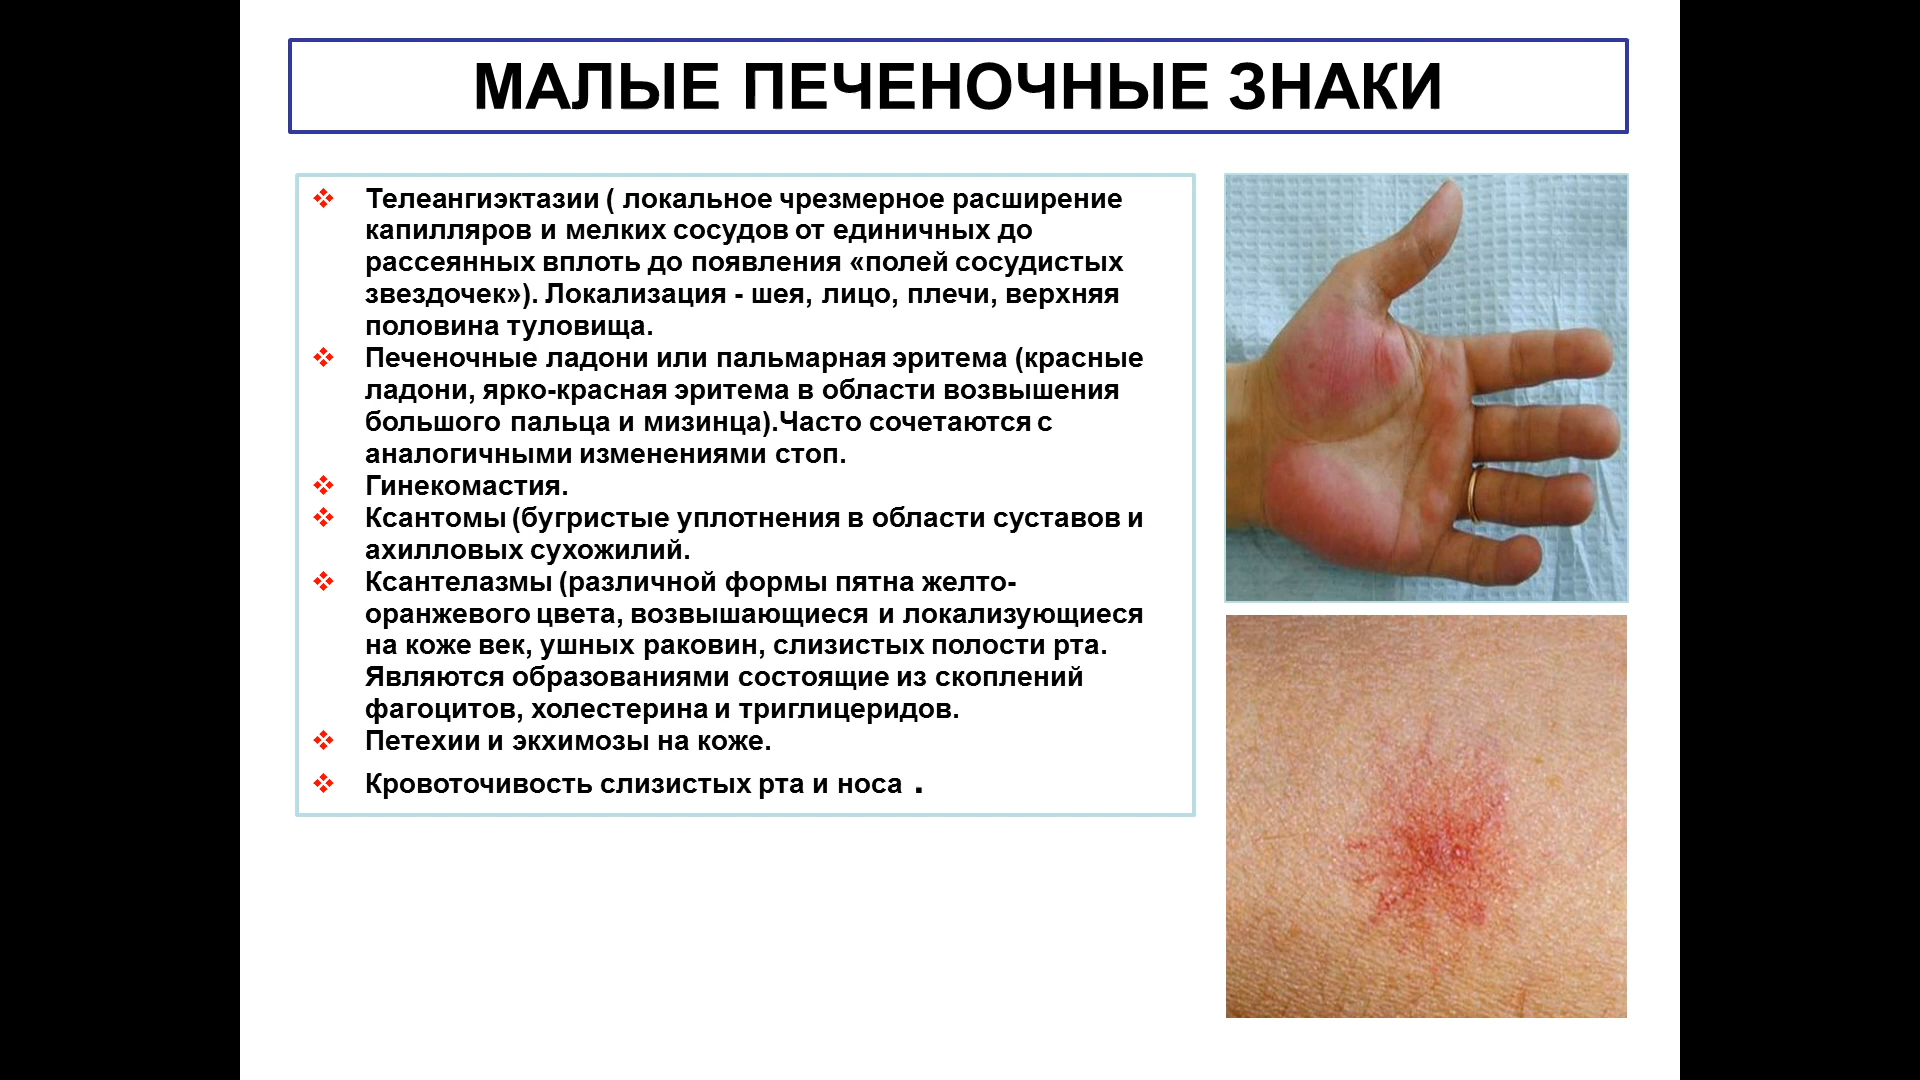 МАЛЫЕ ПЕЧЕНОЧНЫЕ ЗНАКИ
❖ Телеангиэктазии ( локальное чрезмерное расширение
капилляров и мелких сосудов от единичных до
рассеянных вплоть до появления «полей сосудистых
звездочек»). Локализация - шея, лицо, плечи, верхняя
половина туловища.
❖ Печеночные ладони или пальмарная эритема (красные
ладони, ярко-красная эритема в области возвышения
большого пальца и мизинца).Часто сочетаются с
аналогичными изменениями стоп.
❖ Гинекомастия.
❖ Ксантомы (бугристые уплотнения в области суставов и
ахилловых сухожилий.
❖ Ксантелазмы (различной формы пятна желто-
оранжевого цвета, возвышающиеся и локализующиеся
на коже век, ушных раковин, слизистых полости рта.
Являются образованиями состоящие из скоплений
фагоцитов, холестерина и триглицеридов.
❖ Петехии и экхимозы на коже.
❖ Кровоточивость слизистых рта и носа .